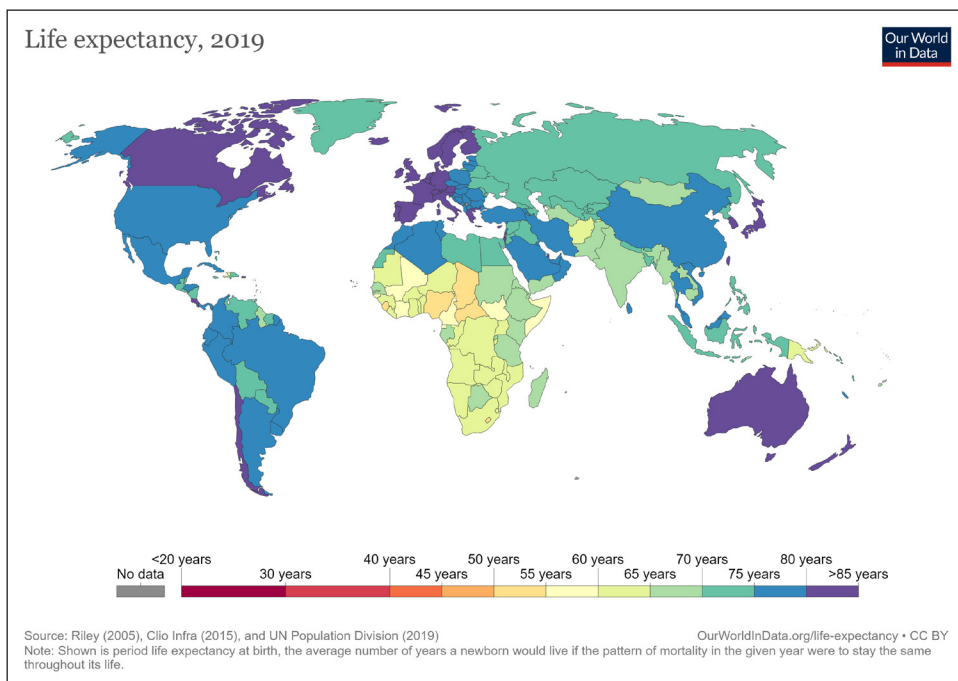 Life expectancy, 2019
Our World
in Data
<20 years 40 years 50 years 60 years 70 years 80 years
No data 30 years 45 years 55 years 65 years 75 years >85 years
Source: Riley (2005), Clio Infra (2015), and UN Population Division (2019) OurWorldInData.org/life-expectancy • CC BY
Note: Shown is period life expectancy at birth, the average number of years a newborn would live if the pattern of mortality in the given year were to stay the same
throughout its life.